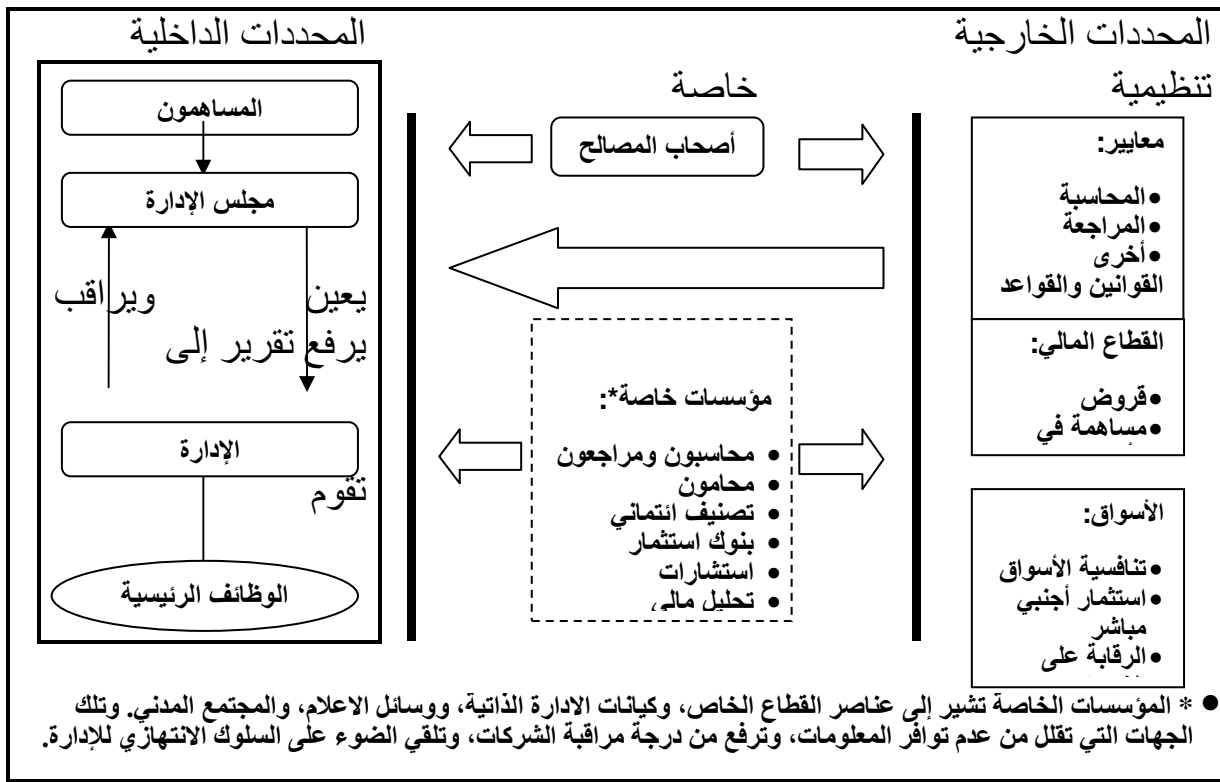 المحددات الخارجية
المحددات الداخلية
تنظيمية
خاصة
معايير:
•المحاسبة
•المراجعة
•أخرى
القوانين والقواعد
القطاع المالي:
•قروض
•مساهمة في
الأسواق:
•تنافسية الأسواق
•استثمار أجنبي
مباشر
•الرقابة على
أصحاب المصالح
مؤسسات خاصة*:
• محاسبون ومراجعون
• محامون
• تصنيف ائتماني
• بنوك استثمار
• استشارات
• تحليل مالي
المساهمون
مجلس الإدارة
يعين ويراقب
يرفع تقرير إلى
الإدارة
تقوم
الوظائف الرئيسية
● * المؤسسات الخاصة تشير إلى عناصر القطاع الخاص، وكيانات الادارة الذاتية، ووسائل الاعلام، والمجتمع المدني. وتلك
الجهات التي تقلل من عدم توافر المعلومات، وترفع من درجة مراقبة الشركات، وتلقي الضوء على السلوك الانتهازي للإدارة.